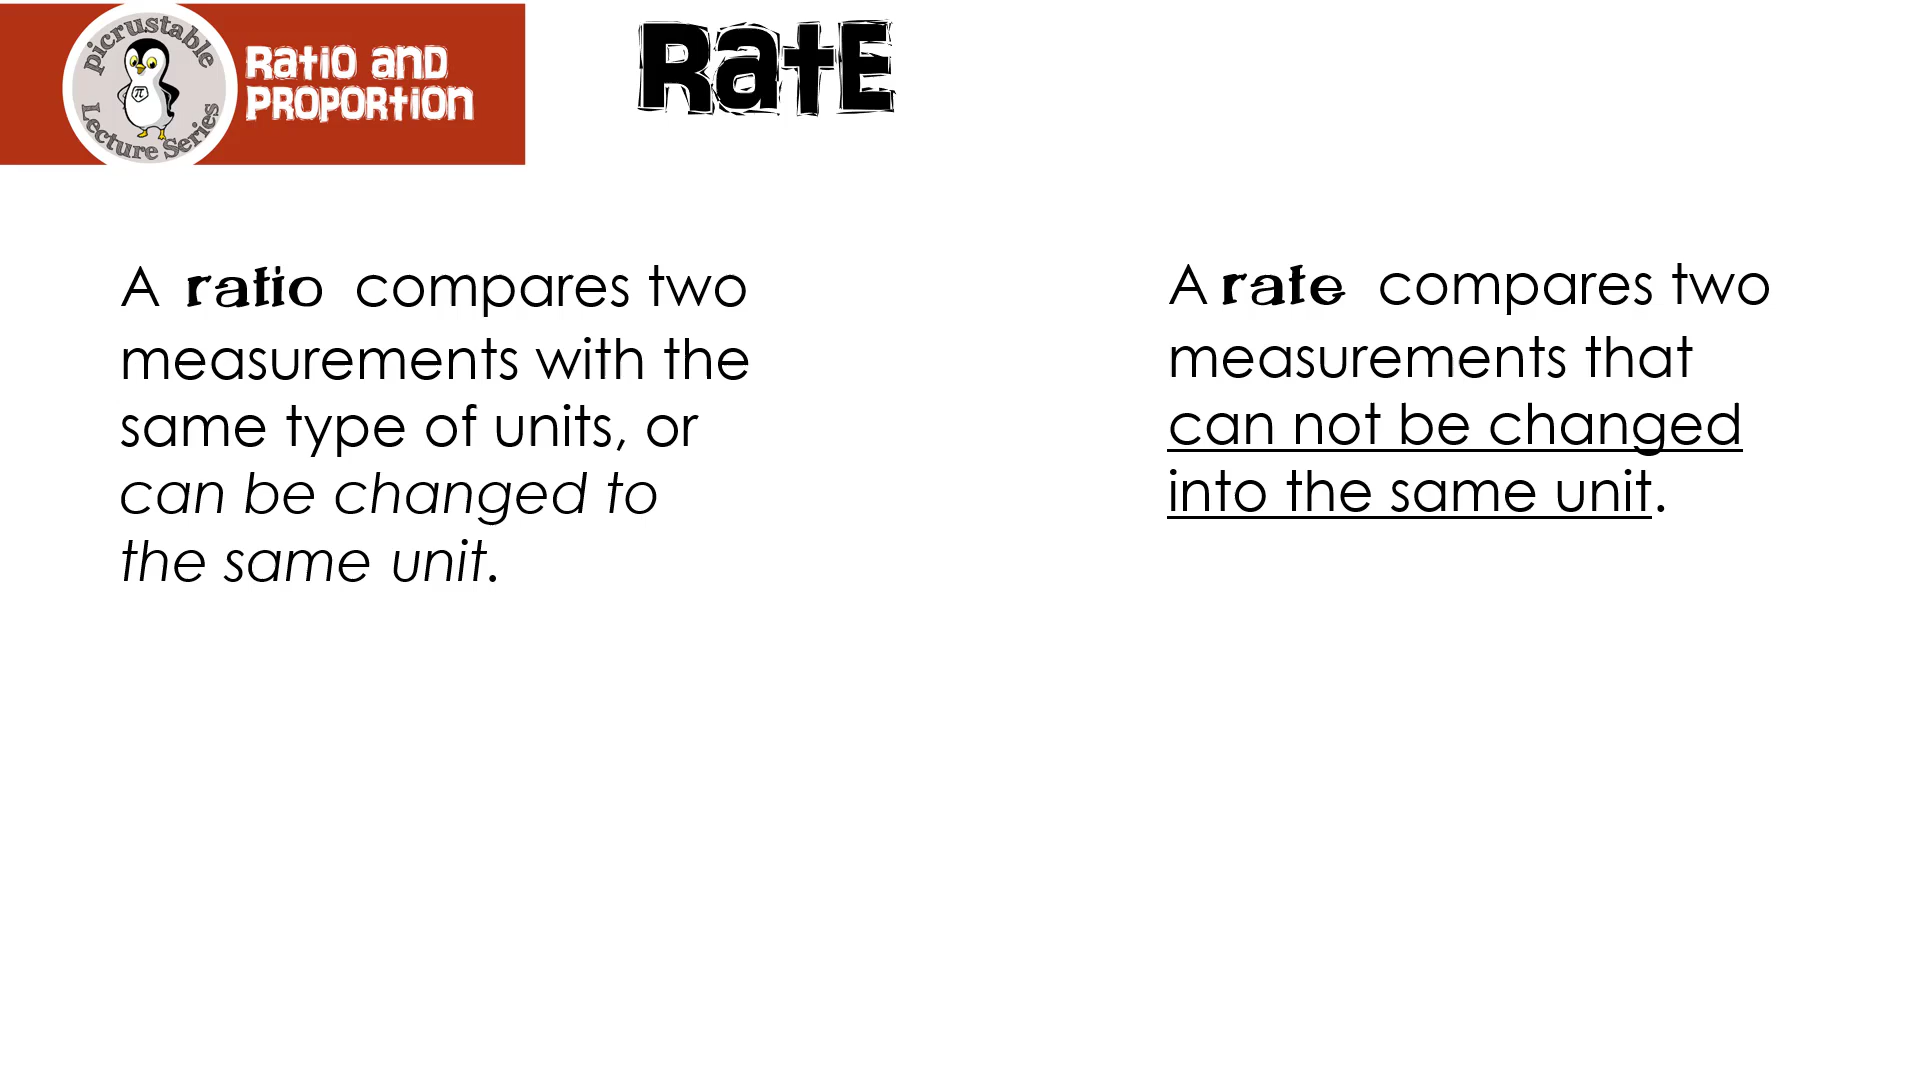 picrustable
Lecture Series
π
Ratio and
Proportion
Rate
A ratio compares two
measurements with the
same type of units, or
can be changed to
the same unit.
A rate compares two
measurements that
can not be changed
into the same unit.